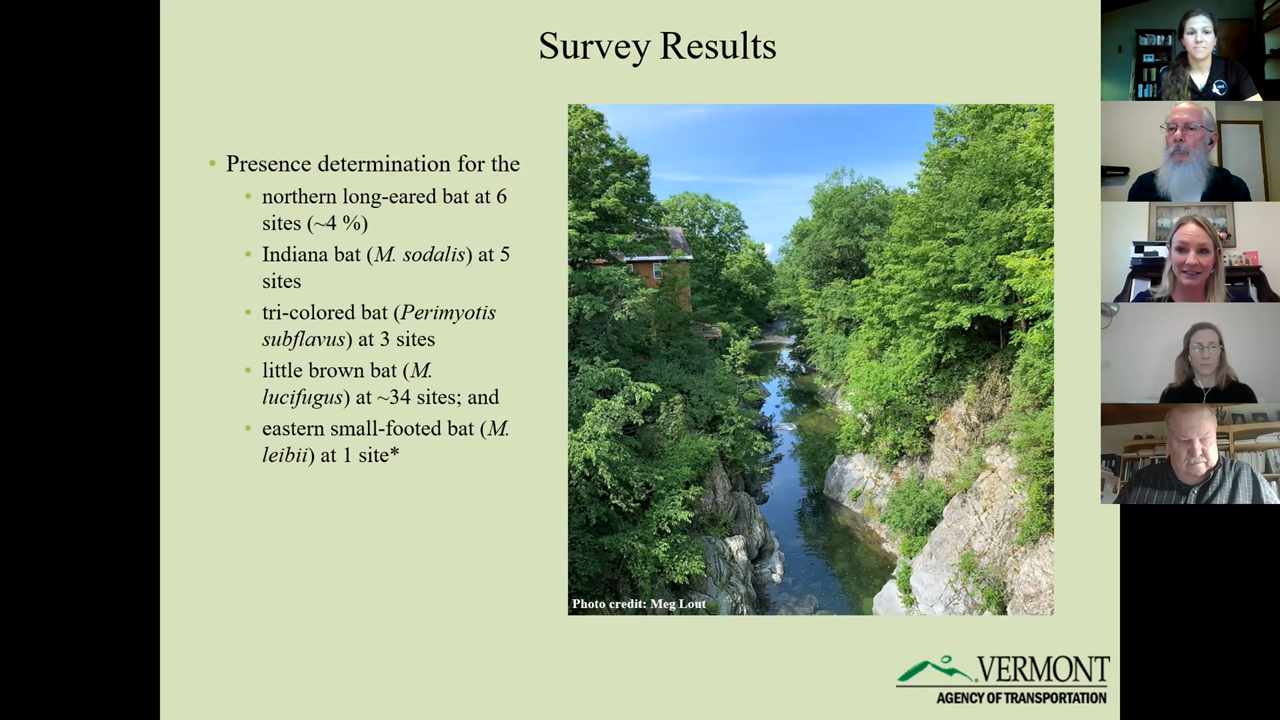 Survey Results
• Presence determination for the
• northern long-eared bat at 6
sites (~4 %)
• Indiana bat (M. sodalis) at 5
sites
• tri-colored bat (Perimyotis
subflavus) at 3 sites
• little brown bat (M.
lucifugus) at ~34 sites; and
• eastern small-footed bat (M.
leibii) at 1 site*
Photo credit: Meg Lout
VERMONT
AGENCY OF TRANSPORTATION